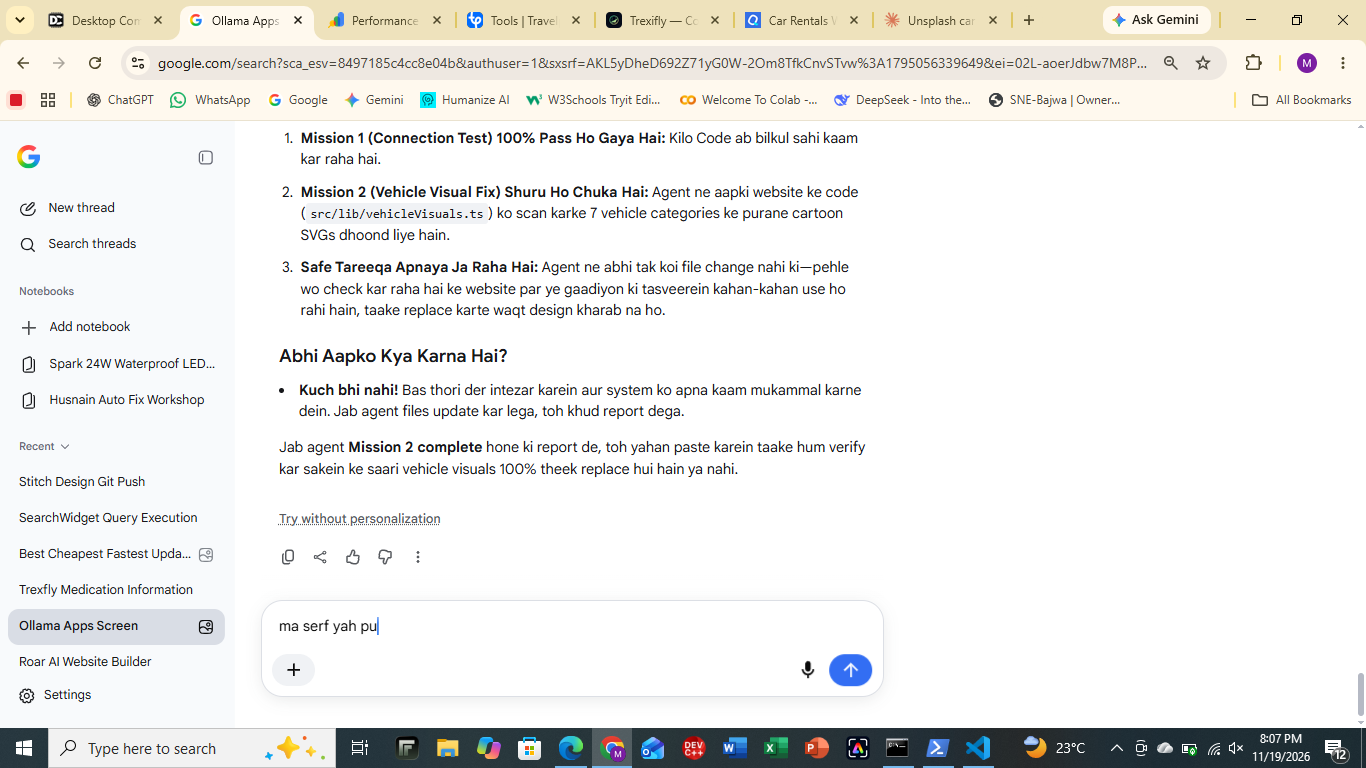 Desktop Con
Ollama Apps
Performance
Tools | Travel
Trexifly — Co
Car Rentals W
Unsplash car
Ask Gemini
google.com/search?sca_esv=8497185c4cc8e04b&authuser=1&sxsrf=AKL5yDheD692Z71yG0W-2Om8TfkCnvSTvw%3A1795056339649&ei=02L-aoerJdbw7M8P...
M
ChatGPT
WhatsApp
Google
Gemini
Humanize AI
W3Schools Tryit Edi...
Welcome To Colab -...
DeepSeek - Into the...
SNE-Bajwa | Owner...
All Bookmarks
New thread
Search threads
Notebooks
Add notebook
Spark 24W Waterproof LED...
Husnain Auto Fix Workshop
Recent
Stitch Design Git Push
SearchWidget Query Execution
Best Cheapest Fastest Upda...
Trexfly Medication Information
Ollama Apps Screen
Roar AI Website Builder
Settings
1. Mission 1 (Connection Test) 100% Pass Ho Gaya Hai: Kilo Code ab bilkul sahi kaam
kar raha hai.
2. Mission 2 (Vehicle Visual Fix) Shuru Ho Chuka Hai: Agent ne aapki website ke code
(src/lib/vehicleVisuals.ts) ko scan karke 7 vehicle categories ke purane cartoon
SVGs dhoond liye hain.
3. Safe Tareeqa Apnaya Ja Raha Hai: Agent ne abhi tak koi file change nahi ki—pehle
wo check kar raha hai ke website par ye gaadiyon ki tasveerein kahan-kahan use ho
rahi hain, taake replace karte waqt design kharab na ho.
Abhi Aapko Kya Karna Hai?
• Kuch bhi nahi! Bas thori der intezar karein aur system ko apna kaam mukammal karne
dein. Jab agent files update kar lega, toh khud report dega.
Jab agent Mission 2 complete hone ki report de, toh yahan paste karein taake hum verify
kar sakein ke saari vehicle visuals 100% theek replace hui hain ya nahi.
Try without personalization
ma serf yah pu
Type here to search
DEV
C++
23°C
8:07 PM
11/19/2026
12